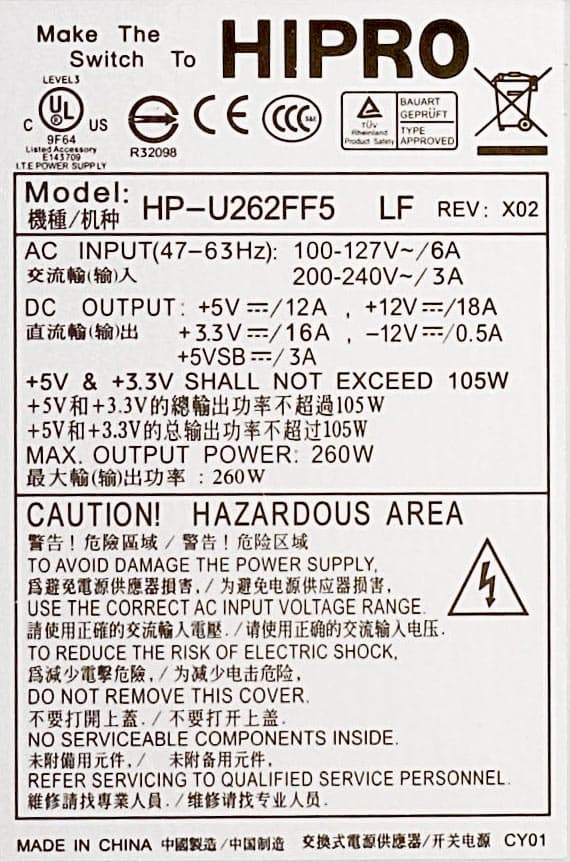 Make The
Switch To
HIPRO
LEVEL3
C UL US
9F64
Listed Accessory
E143709
I.T.E POWER SUPPLY
R32098
CE
CCC S&E
TÜV
Rheinland
Product Safety
BAUART
GEPRÜFT
TYPE
APPROVED
Model: HP-U262FF5 LF REV: X02
機種/机种
AC INPUT(47-63Hz): 100-127V~/6A
交流輸(输)入 200-240V~/3A
DC OUTPUT: +5V⎓/12A , +12V⎓/18A
直流輸(输)出 +3.3V⎓/16A , -12V⎓/0.5A
+5VSB⎓/3A
+5V & +3.3V SHALL NOT EXCEED 105W
+5V和+3.3V的總輸出功率不超過105W
+5V和+3.3V的总输出功率不超过105W
MAX. OUTPUT POWER: 260W
最大輸(输)出功率 : 260W
CAUTION! HAZARDOUS AREA
警告！危險區域 / 警告！危险区域
TO AVOID DAMAGE THE POWER SUPPLY,
爲避免電源供應器損害, / 为避免电源供应器损害,
USE THE CORRECT AC INPUT VOLTAGE RANGE.
請使用正確的交流輸入電壓. / 请使用正确的交流输入电压.
TO REDUCE THE RISK OF ELECTRIC SHOCK,
爲減少電擊危險, / 为减少电击危险,
DO NOT REMOVE THIS COVER.
不要打開上蓋. / 不要打开上盖.
NO SERVICEABLE COMPONENTS INSIDE.
未附備用元件, / 未附备用元件,
REFER SERVICING TO QUALIFIED SERVICE PERSONNEL.
維修請找專業人員. / 维修请找专业人员.
MADE IN CHINA 中國製造/中国制造 交換式電源供應器/开关电源 CY01